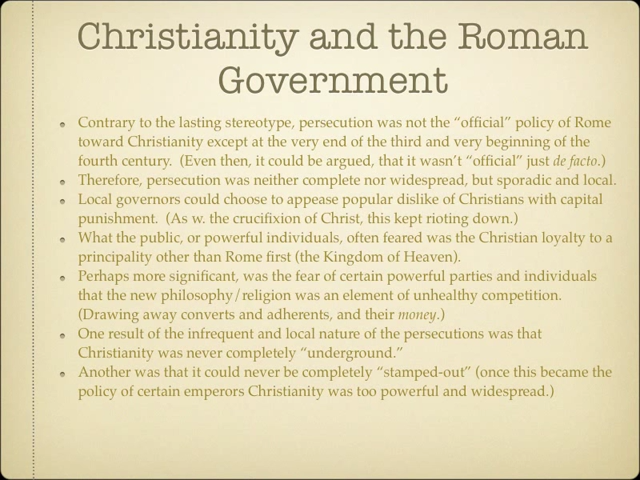 Christianity and the Roman
Government
Contrary to the lasting stereotype, persecution was not the “official” policy of Rome
toward Christianity except at the very end of the third and very beginning of the
fourth century. (Even then, it could be argued, that it wasn’t “official” just de facto.)
Therefore, persecution was neither complete nor widespread, but sporadic and local.
Local governors could choose to appease popular dislike of Christians with capital
punishment. (As w. the crucifixion of Christ, this kept rioting down.)
What the public, or powerful individuals, often feared was the Christian loyalty to a
principality other than Rome first (the Kingdom of Heaven).
Perhaps more significant, was the fear of certain powerful parties and individuals
that the new philosophy/religion was an element of unhealthy competition.
(Drawing away converts and adherents, and their money.)
One result of the infrequent and local nature of the persecutions was that
Christianity was never completely “underground.”
Another was that it could never be completely “stamped-out” (once this became the
policy of certain emperors Christianity was too powerful and widespread.)